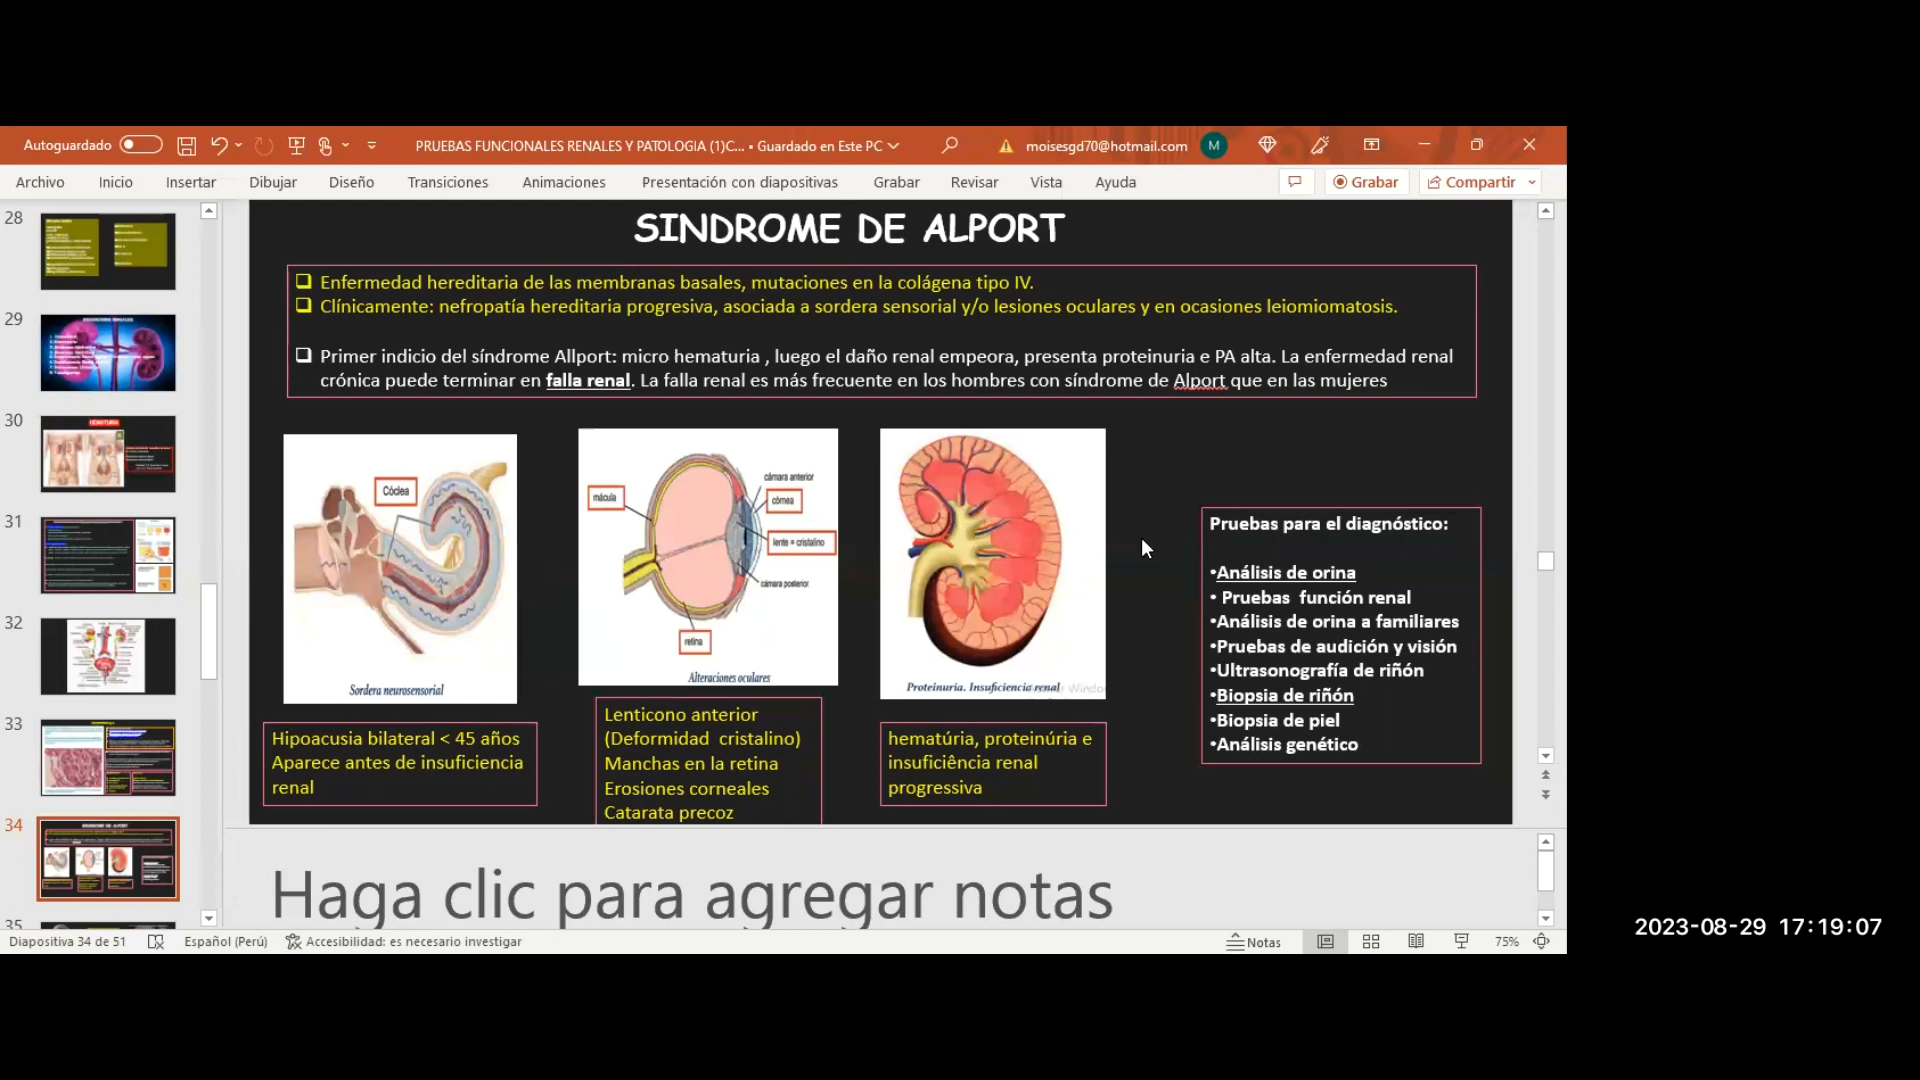 Autoguardado
PRUEBAS FUNCIONALES RENALES Y PATOLOGIA (1)C... • Guardado en Este PC
moisesgd70@hotmail.com
M
Archivo Inicio Insertar Dibujar Diseño Transiciones Animaciones Presentación con diapositivas Grabar Revisar Vista Ayuda
Grabar
Compartir
28
29
30
31
32
33
34
35
SINDROME DE ALPORT
Enfermedad hereditaria de las membranas basales, mutaciones en la colágena tipo IV.
Clínicamente: nefropatía hereditaria progresiva, asociada a sordera sensorial y/o lesiones oculares y en ocasiones leiomiomatosis.
Primer indicio del síndrome Allport: micro hematuria , luego el daño renal empeora, presenta proteinuria e PA alta. La enfermedad renal
crónica puede terminar en falla renal. La falla renal es más frecuente en los hombres con síndrome de Alport que en las mujeres
Cóclea
Sordera neurosensorial
mácula
cámara anterior
córnea
lente = cristalino
cámara posterior
retina
Alteraciones oculares
Proteinuria. Insuficiencia renal
Hipoacusia bilateral < 45 años
Aparece antes de insuficiencia
renal
Lenticono anterior
(Deformidad cristalino)
Manchas en la retina
Erosiones corneales
Catarata precoz
hematúria, proteinúria e
insuficiência renal
progressiva
Pruebas para el diagnóstico:
•Análisis de orina
• Pruebas función renal
•Análisis de orina a familiares
•Pruebas de audición y visión
•Ultrasonografía de riñón
•Biopsia de riñón
•Biopsia de piel
•Análisis genético
Haga clic para agregar notas
Diapositiva 34 de 51
Español (Perú)
Accesibilidad: es necesario investigar
Notas
75%
2023-08-29 17:19:07